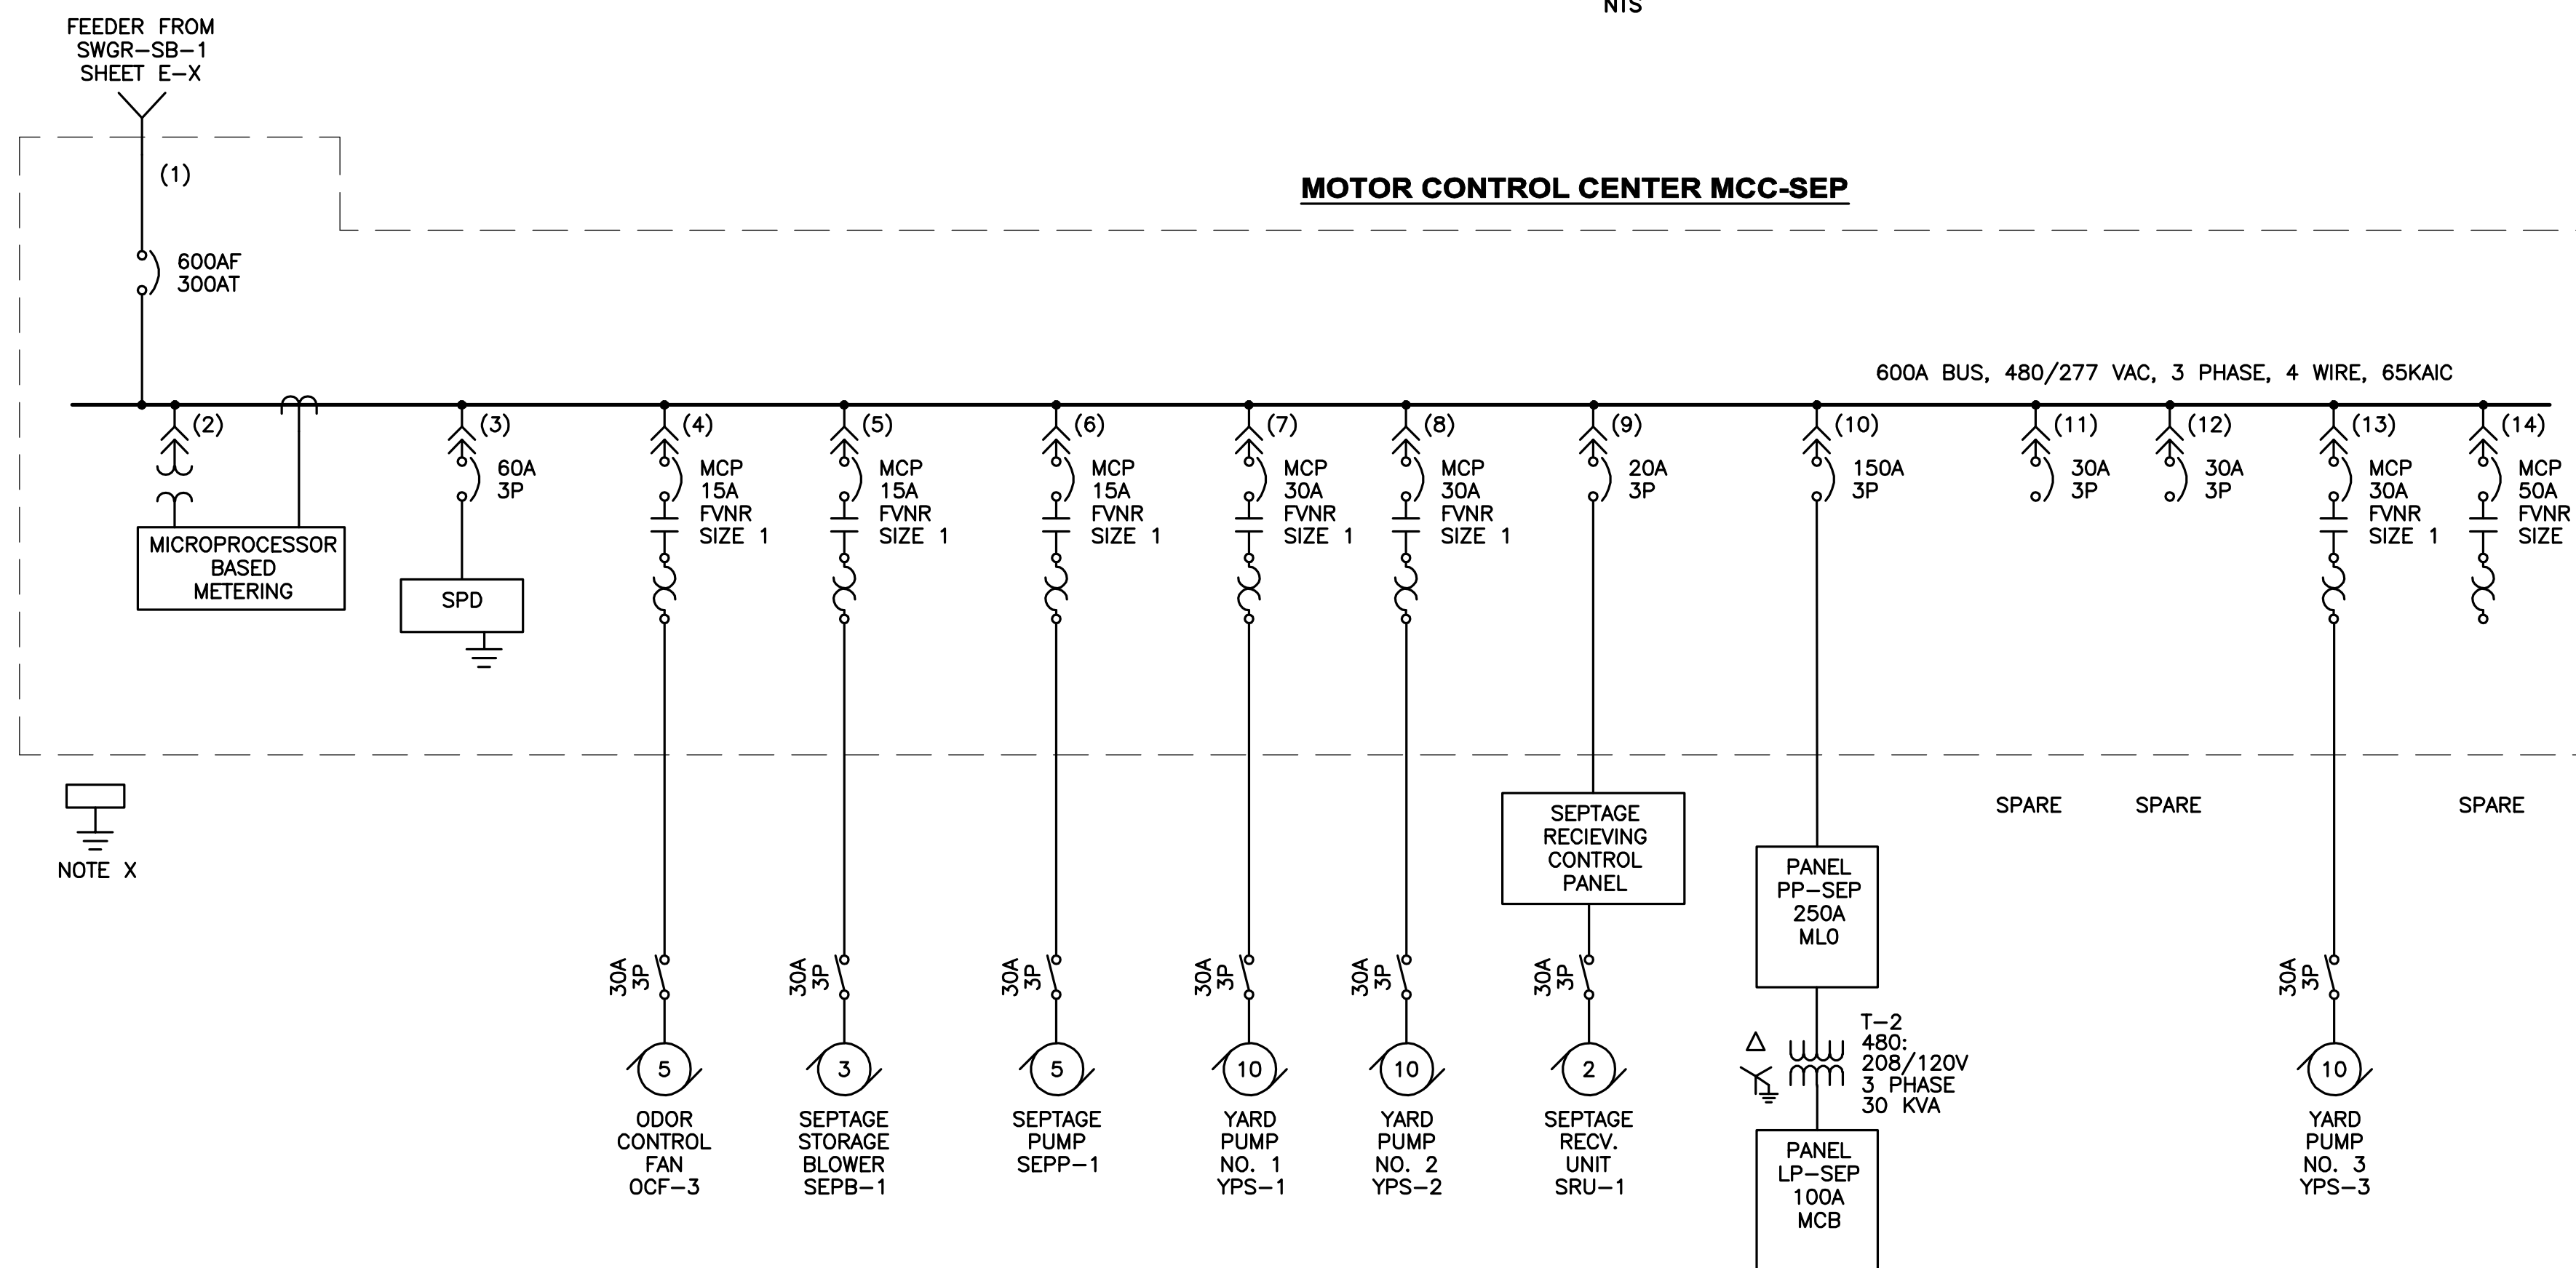 NTS
FEEDER FROM
SWGR-SB-1
SHEET E-X
(1)
MOTOR CONTROL CENTER MCC-SEP
600AF
300AT
600A BUS, 480/277 VAC, 3 PHASE, 4 WIRE, 65KAIC
(2)
MICROPROCESSOR
BASED
METERING
(3)
60A
3P
SPD
(4)
MCP
15A
FVNR
SIZE 1
(5)
MCP
15A
FVNR
SIZE 1
(6)
MCP
15A
FVNR
SIZE 1
(7)
MCP
30A
FVNR
SIZE 1
(8)
MCP
30A
FVNR
SIZE 1
(9)
20A
3P
(10)
150A
3P
(11)
30A
3P
(12)
30A
3P
(13)
MCP
30A
FVNR
SIZE 1
(14)
MCP
50A
FVNR
SIZE
NOTE X
SEPTAGE
RECIEVING
CONTROL
PANEL
PANEL
PP-SEP
250A
MLO
SPARE
SPARE
SPARE
30A
3P
5
ODOR
CONTROL
FAN
OCF-3
30A
3P
3
SEPTAGE
STORAGE
BLOWER
SEPB-1
30A
3P
5
SEPTAGE
PUMP
SEPP-1
30A
3P
10
YARD
PUMP
NO. 1
YPS-1
30A
3P
10
YARD
PUMP
NO. 2
YPS-2
30A
3P
2
SEPTAGE
RECV.
UNIT
SRU-1
T-2
480:
208/120V
3 PHASE
30 KVA
PANEL
LP-SEP
100A
MCB
30A
3P
10
YARD
PUMP
NO. 3
YPS-3